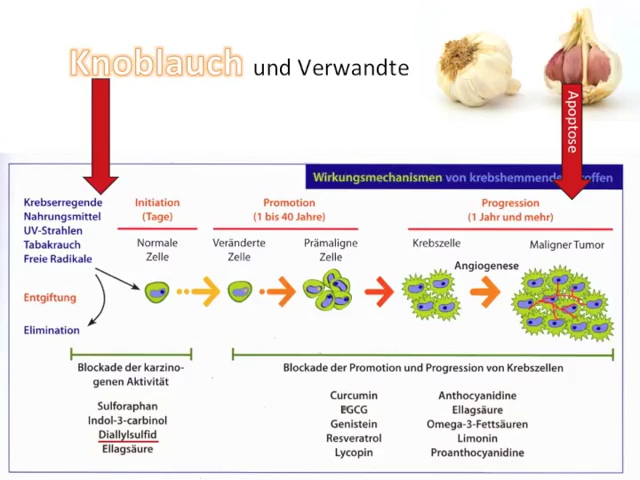 Knoblauch und Verwandte
Apoptose
Wirkungsmechanismen von krebshemmenden
Krebserregende
Nahrungsmittel
UV-Strahlen
Tabakrauch
Freie Radikale
Entgiftung
Elimination
Initiation
(Tage)
Promotion
(1 bis 40 Jahre)
Progression
(1 Jahr und mehr)
Normale
Zelle
Veränderte
Zelle
Prämaligne
Zelle
Krebszelle
Angiogenese
Maligner Tumor
Blockade der karzino-
genen Aktivität
Sulforaphan
Indol-3-carbinol
Diallylsulfid
Ellagsäure
Blockade der Promotion und Progression von Krebszellen
Curcumin
EGCG
Genistein
Resveratrol
Lycopin
Anthocyanidine
Ellagsäure
Omega-3-Fettsäuren
Limonin
Proanthocyanidine